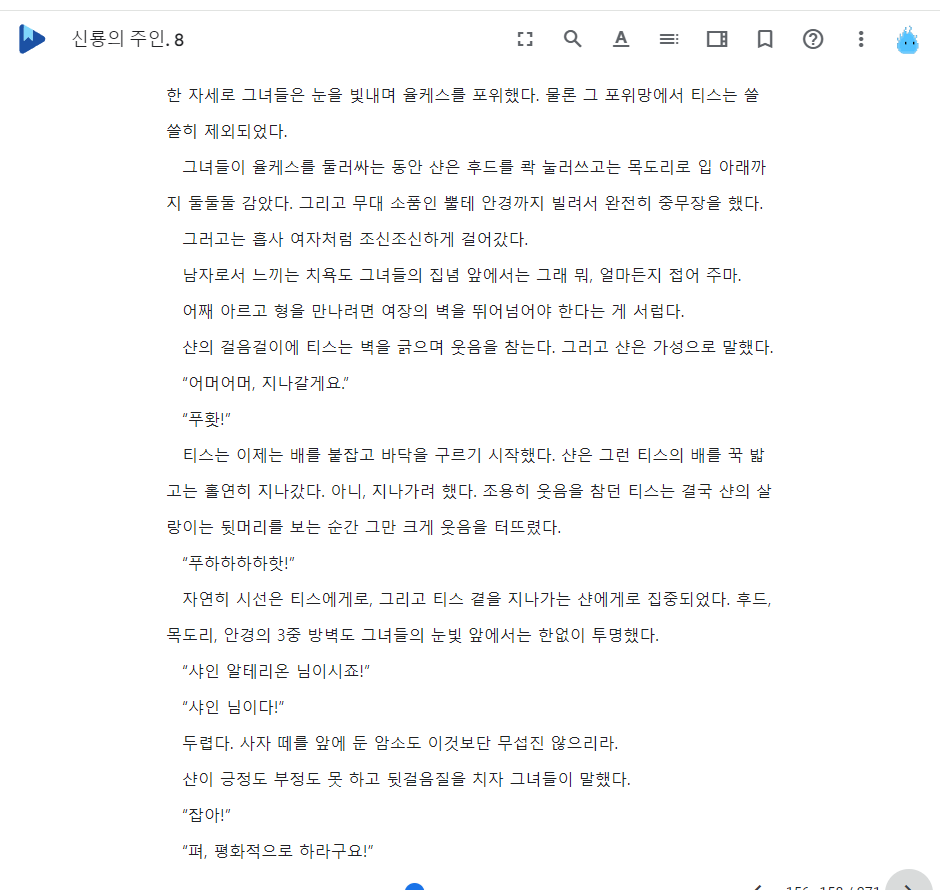 신룡의 주인. 8
한 자세로 그녀들은 눈을 빛내며 율케스를 포위했다. 물론 그 포위망에서 티스는 쓸
쓸히 제외되었다.
그녀들이 율케스를 둘러싸는 동안 샨은 후드를 콱 눌러쓰고는 목도리로 입 아래까
지 둘둘둘 감았다. 그리고 무대 소품인 뿔테 안경까지 빌려서 완전히 중무장을 했다.
그러고는 흡사 여자처럼 조신조신하게 걸어갔다.
남자로서 느끼는 치욕도 그녀들의 집념 앞에서는 그래 뭐, 얼마든지 접어 주마.
어째 아르고 형을 만나려면 여장의 벽을 뛰어넘어야 한다는 게 서럽다.
샨의 걸음걸이에 티스는 벽을 긁으며 웃음을 참는다. 그러고 샨은 가성으로 말했다.
“어머어머, 지나갈게요.”
“푸홧!”
티스는 이제는 배를 붙잡고 바닥을 구르기 시작했다. 샨은 그런 티스의 배를 꾹 밟
고는 홀연히 지나갔다. 아니, 지나가려 했다. 조용히 웃음을 참던 티스는 결국 샨의 살
랑이는 뒷머리를 보는 순간 그만 크게 웃음을 터뜨렸다.
“푸하하하하핫!”
자연히 시선은 티스에게로, 그리고 티스 곁을 지나가는 샨에게로 집중되었다. 후드,
목도리, 안경의 3중 방벽도 그녀들의 눈빛 앞에서는 한없이 투명했다.
“샤인 알테리온 님이시죠!”
“샤인 님이다!”
두렵다. 사자 떼를 앞에 둔 암소도 이것보단 무섭진 않으리라.
샨이 긍정도 부정도 못 하고 뒷걸음질을 치자 그녀들이 말했다.
“잡아!”
“펴, 평화적으로 하라구요!”